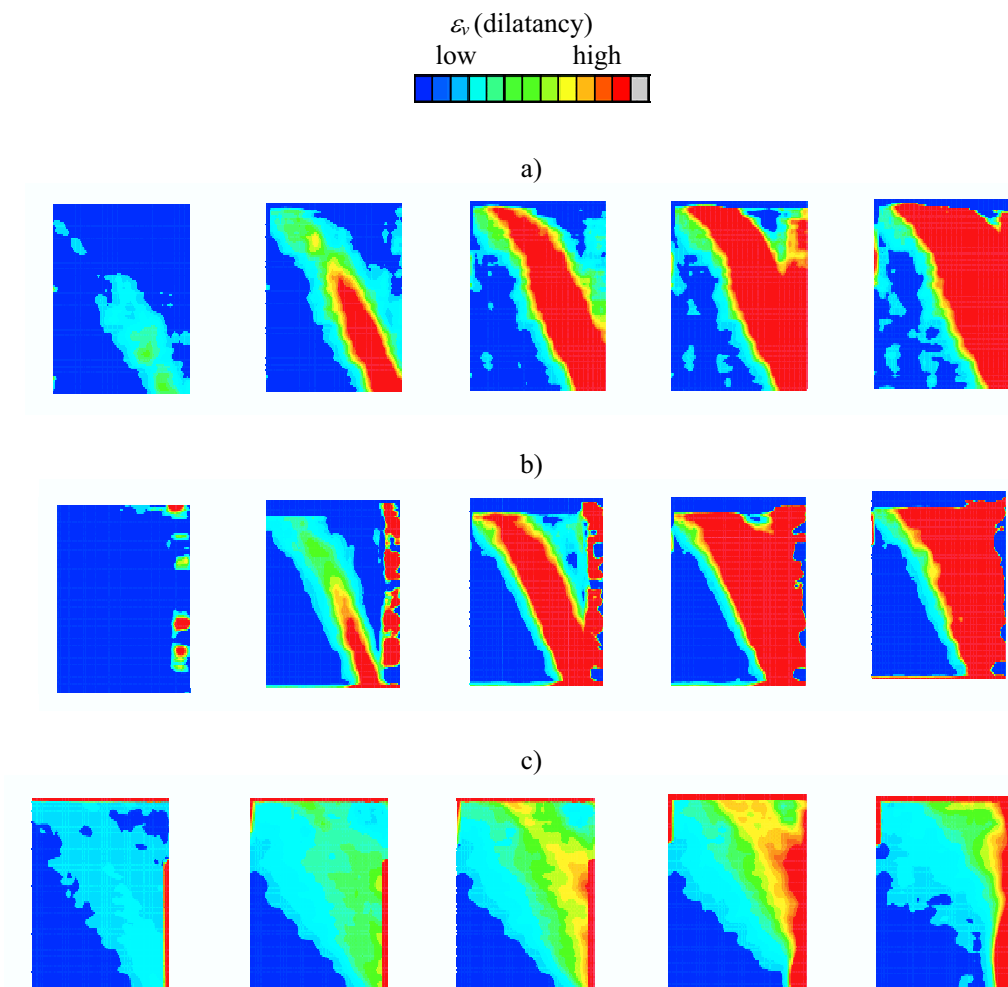 εᵥ (dilatancy)
low high
a)
b)
c)